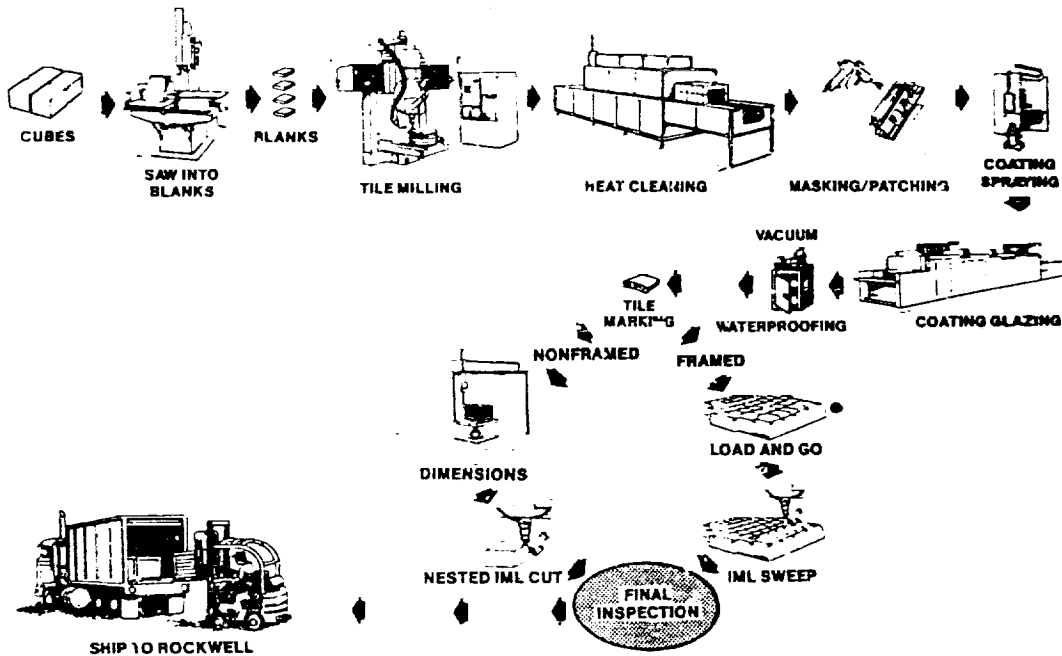 CUBES
SAW INTO
BLANKS
BLANKS
TILE MILLING
HEAT CLEANING
MASKING/PATCHING
COATING
SPRAYING
VACUUM
TILE
MARKING
WATERPROOFING
COATING GLAZING
NONFRAMED
FRAMED
LOAD AND GO
DIMENSIONS
NESTED IML CUT
IML SWEEP
FINAL
INSPECTION
SHIP TO ROCKWELL